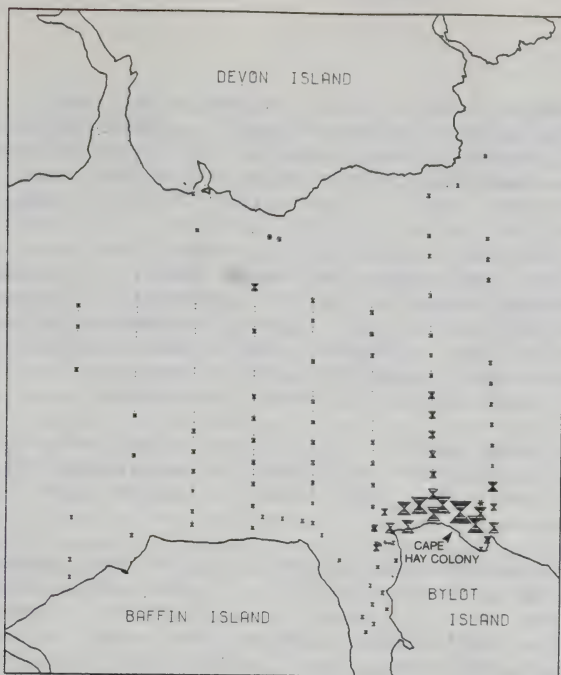 DEVON ISLAND
CAPE
HAY COLONY
BYLOT
ISLAND
BAFFIN ISLAND